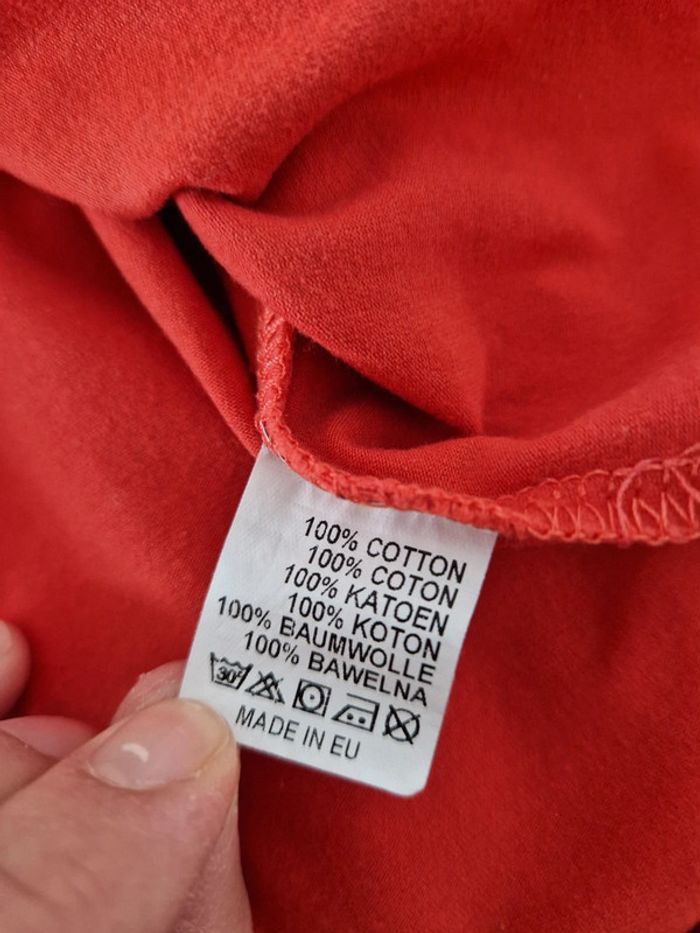 100% COTTON
100% COTON
100% KATOEN
100% KOTON
100% BAUMWOLLE
100% BAWELNA
30°
MADE IN EU